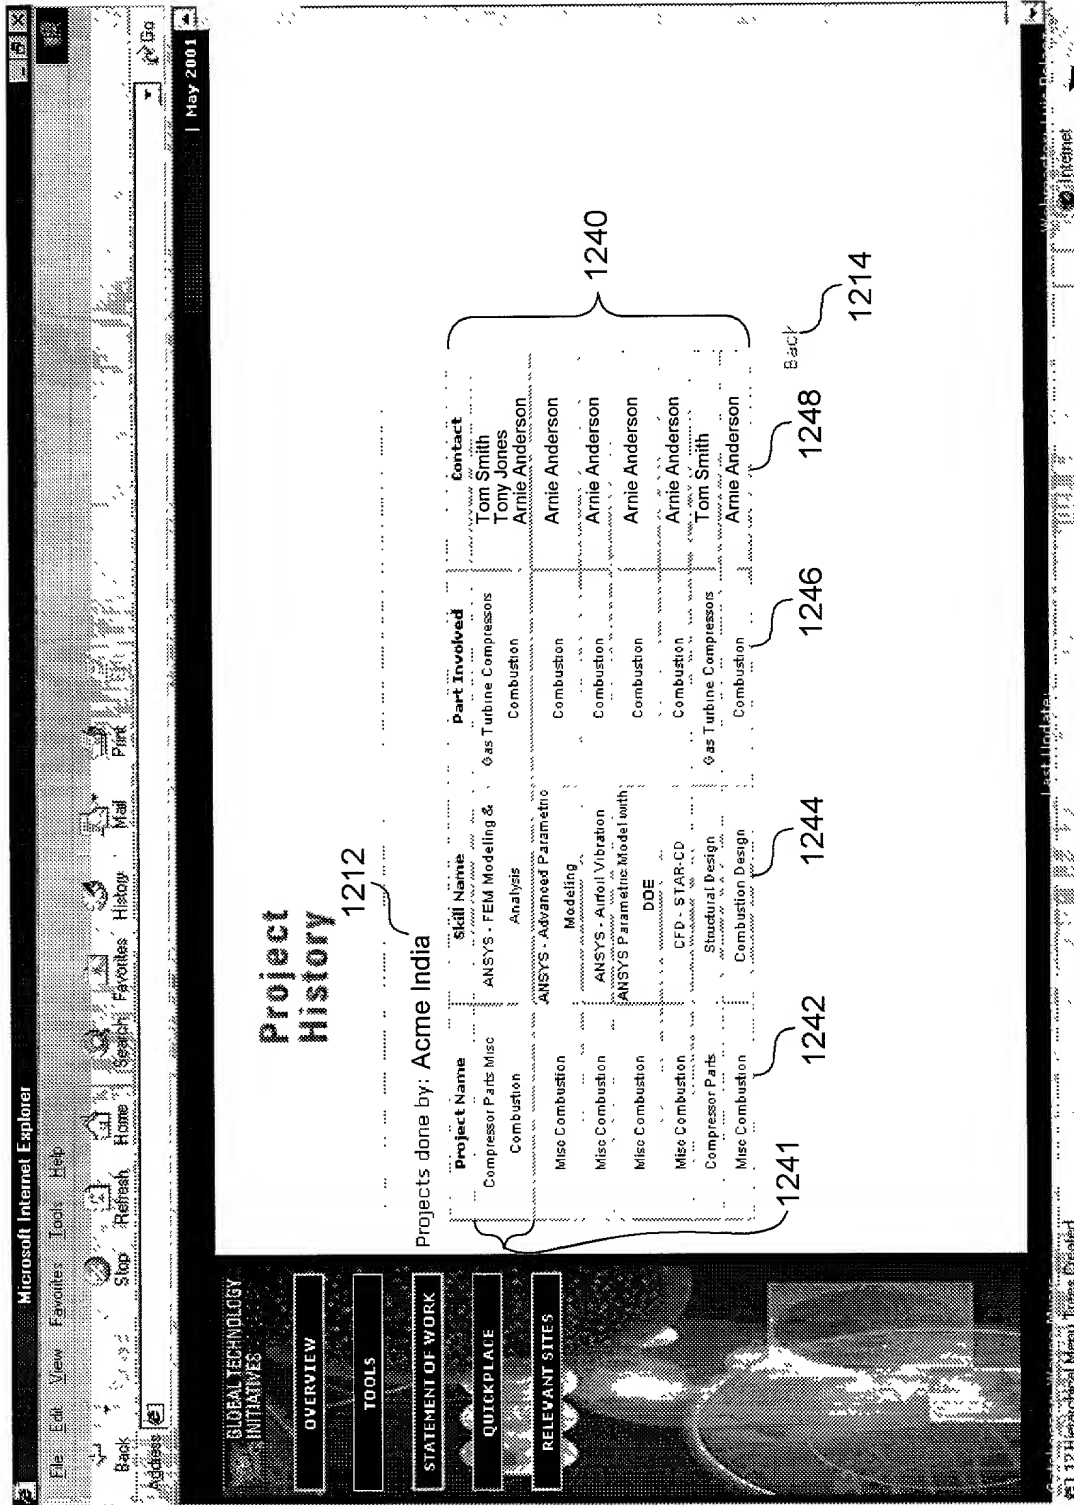 Microsoft Internet Explorer
File Edit View Favorites Tools Help
Back Stop Refresh Home Search Favorites History Mail Print
Address Go
| May 2001
GLOBAL TECHNOLOGY
INITIATIVES
OVERVIEW
TOOLS
STATEMENT OF WORK
QUICKPLACE
RELEVANT SITES
Project
History
1212
Projects done by: Acme India
Project Name Skill Name Part Involved Contact
Compressor Parts Misc Combustion ANSYS - FEM Modeling & Analysis Gas Turbine Compressors Combustion Tom Smith Tony Jones Arnie Anderson
Misc Combustion ANSYS - Advanced Parametric Modeling Combustion Arnie Anderson
Misc Combustion ANSYS - Airfoil Vibration Combustion Arnie Anderson
Misc Combustion ANSYS Parametric Model with DOE Combustion Arnie Anderson
Misc Combustion CFD - STAR-CD Combustion Arnie Anderson
Compressor Parts Structural Design Gas Turbine Compressors Tom Smith
Misc Combustion Combustion Design Combustion Arnie Anderson
1240
1241
1242
1244
1246
1248
Back
1214
Last Update:
Internet